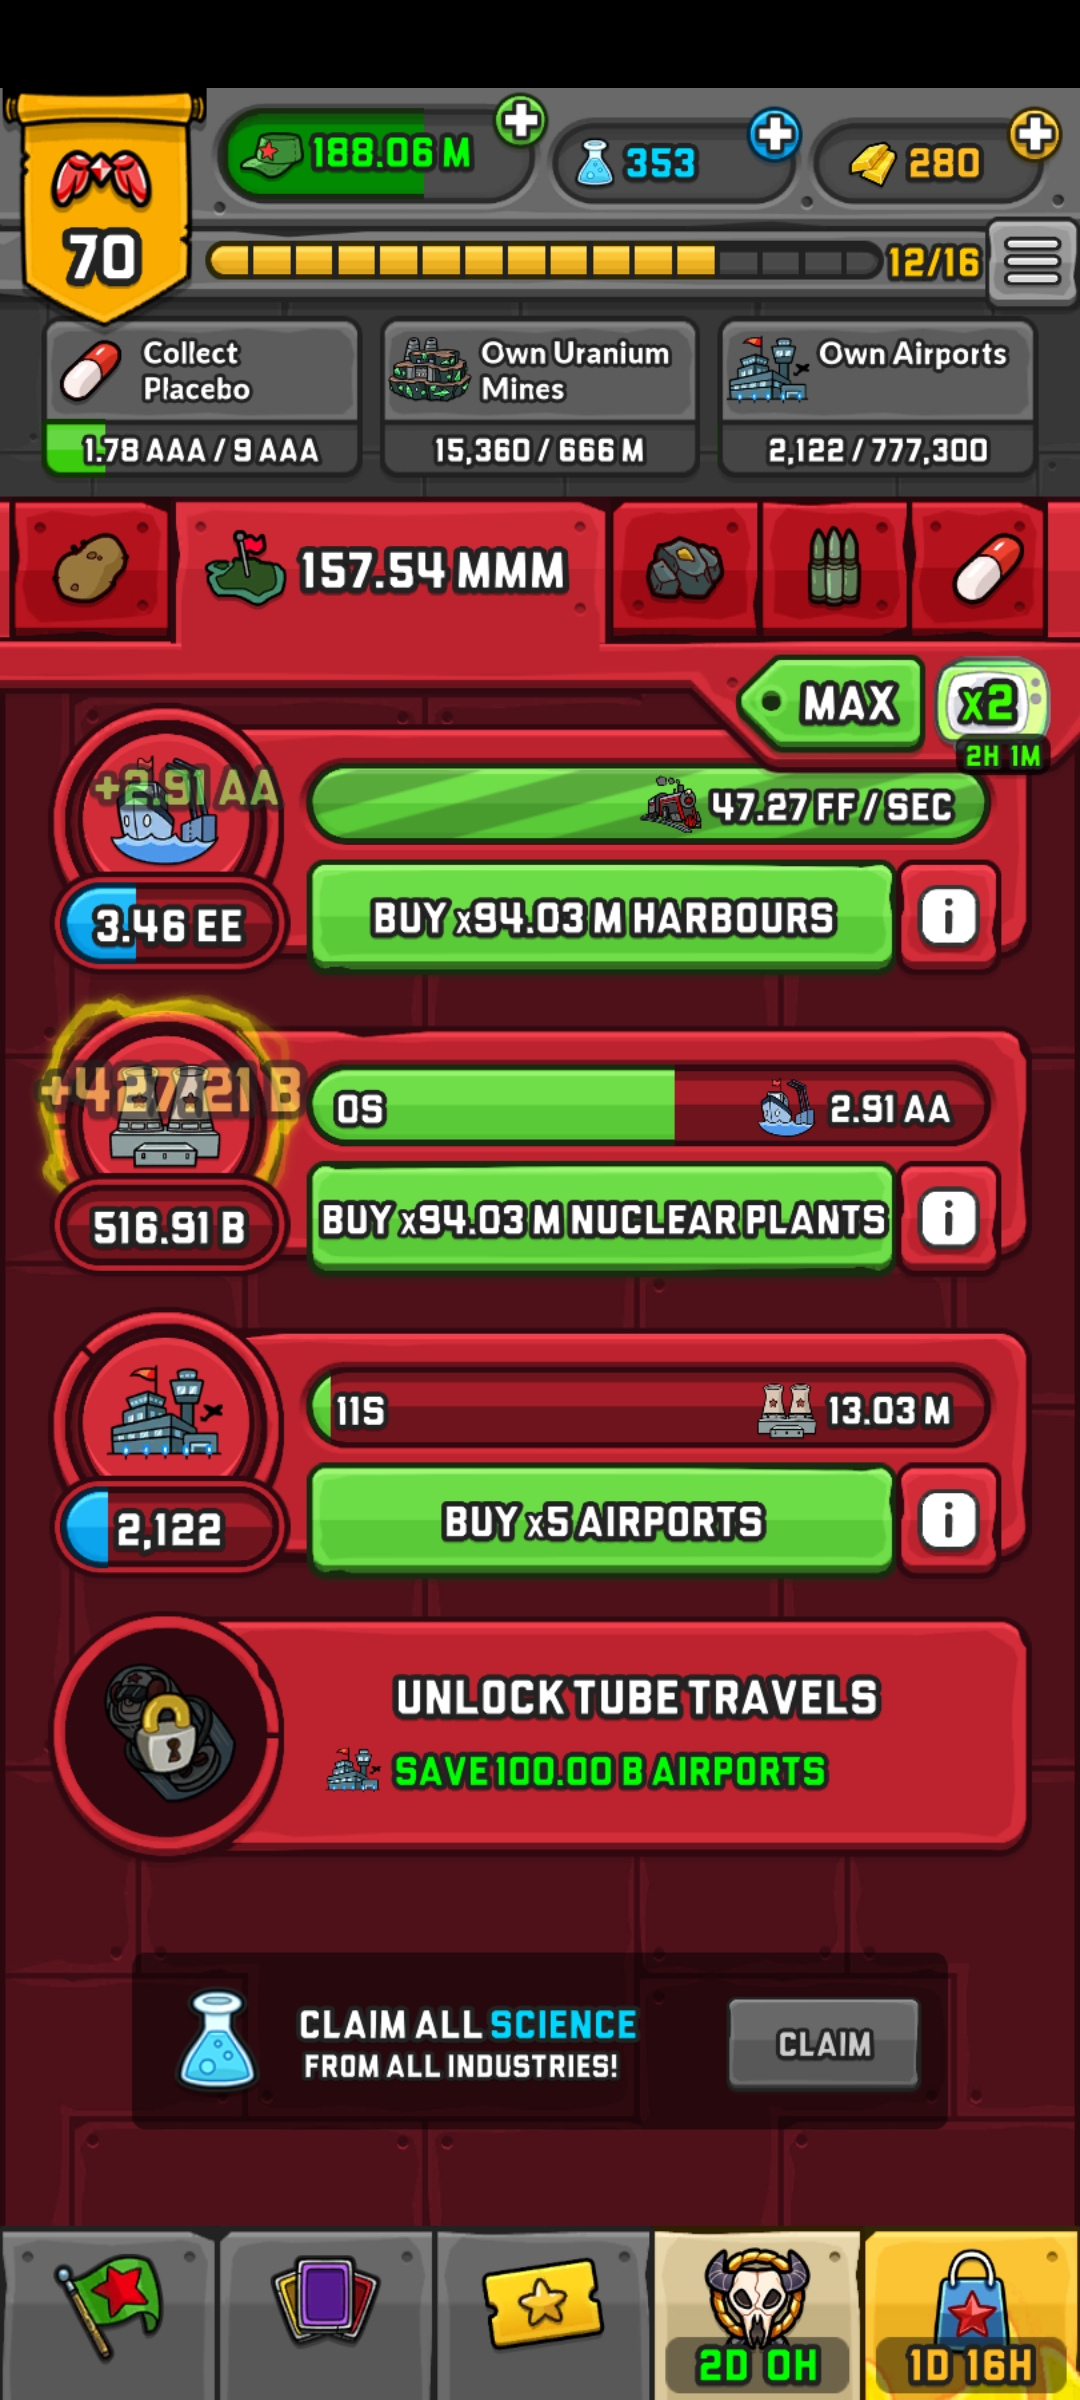 188.06 M
353
280
70
12/16
Collect
Placebo
1.78 AAA / 9 AAA
Own Uranium
Mines
15,360 / 666 M
Own Airports
2,122 / 777,300
157.54 MMM
MAX
x2
2H 1M
+2.91 AA
47.27 FF / SEC
3.46 EE
BUY x94.03 M HARBOURS
i
+427.21 B
0S
2.91 AA
516.91 B
BUY x94.03 M NUCLEAR PLANTS
i
11S
13.03 M
2,122
BUY x5 AIRPORTS
i
UNLOCK TUBE TRAVELS
SAVE 100.00 B AIRPORTS
CLAIM ALL SCIENCE
FROM ALL INDUSTRIES!
CLAIM
2D 0H
1D 16H